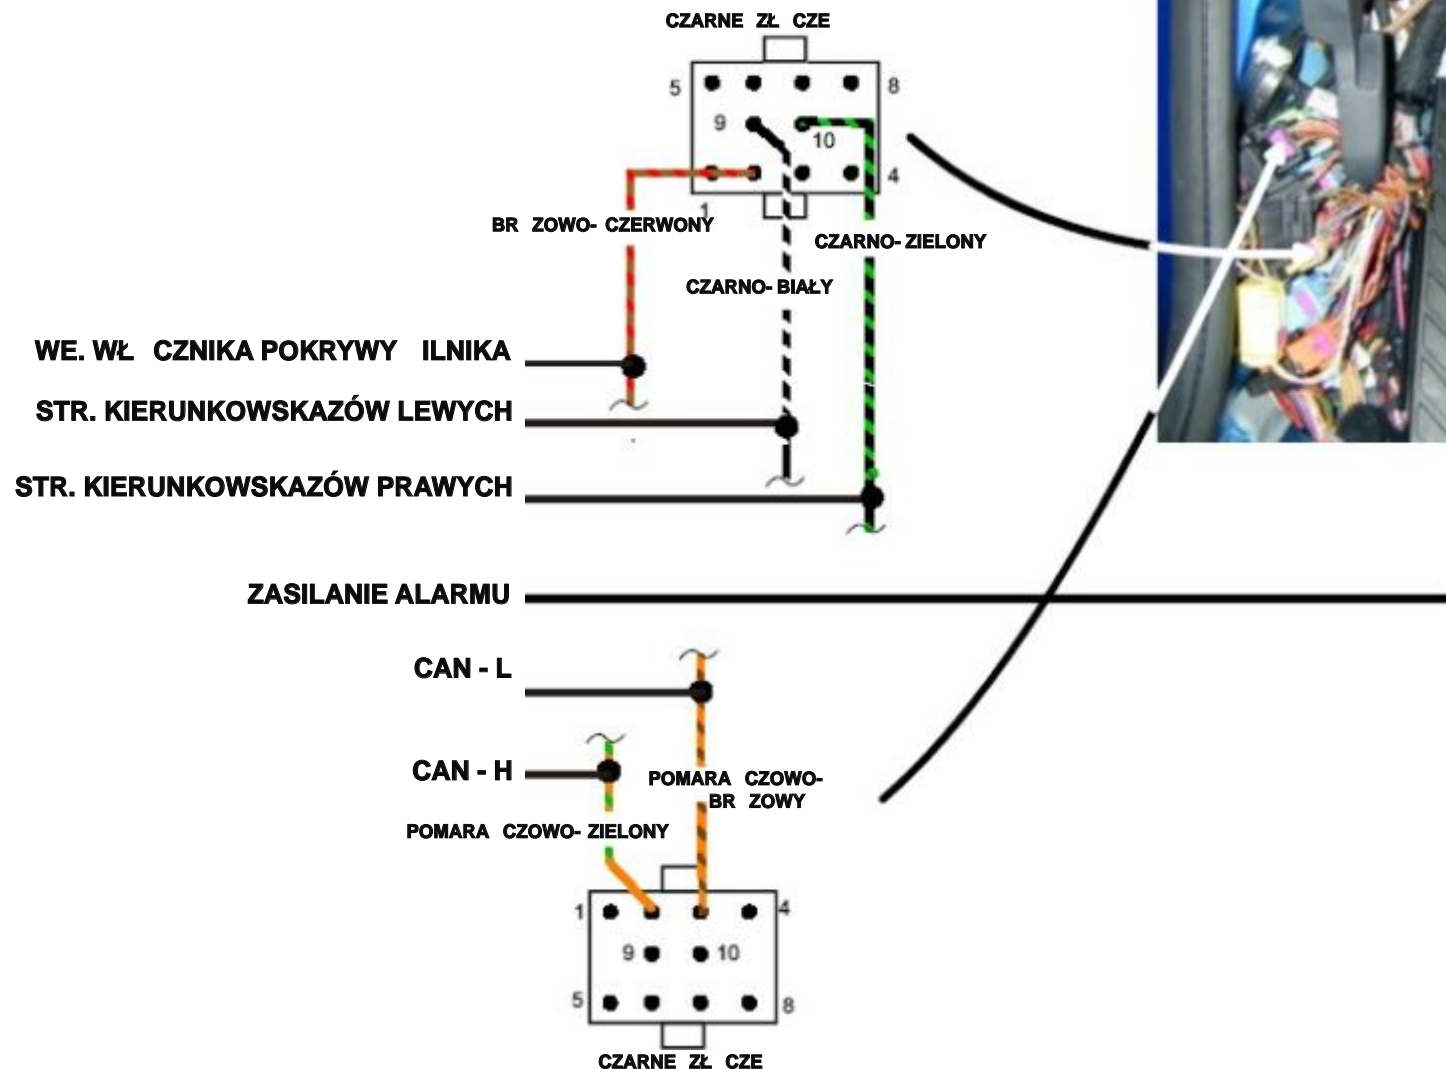 CZARNE ZŁ CZE
5
8
9
10
4
1
BR ZOWO- CZERWONY
CZARNO- ZIELONY
CZARNO- BIAŁY
WE. WŁ CZNIKA POKRYWY ILNIKA
STR. KIERUNKOWSKAZÓW LEWYCH
STR. KIERUNKOWSKAZÓW PRAWYCH
ZASILANIE ALARMU
CAN - L
CAN - H
POMARA CZOWO-
BR ZOWY
POMARA CZOWO- ZIELONY
1
4
9
10
5
8
CZARNE ZŁ CZE